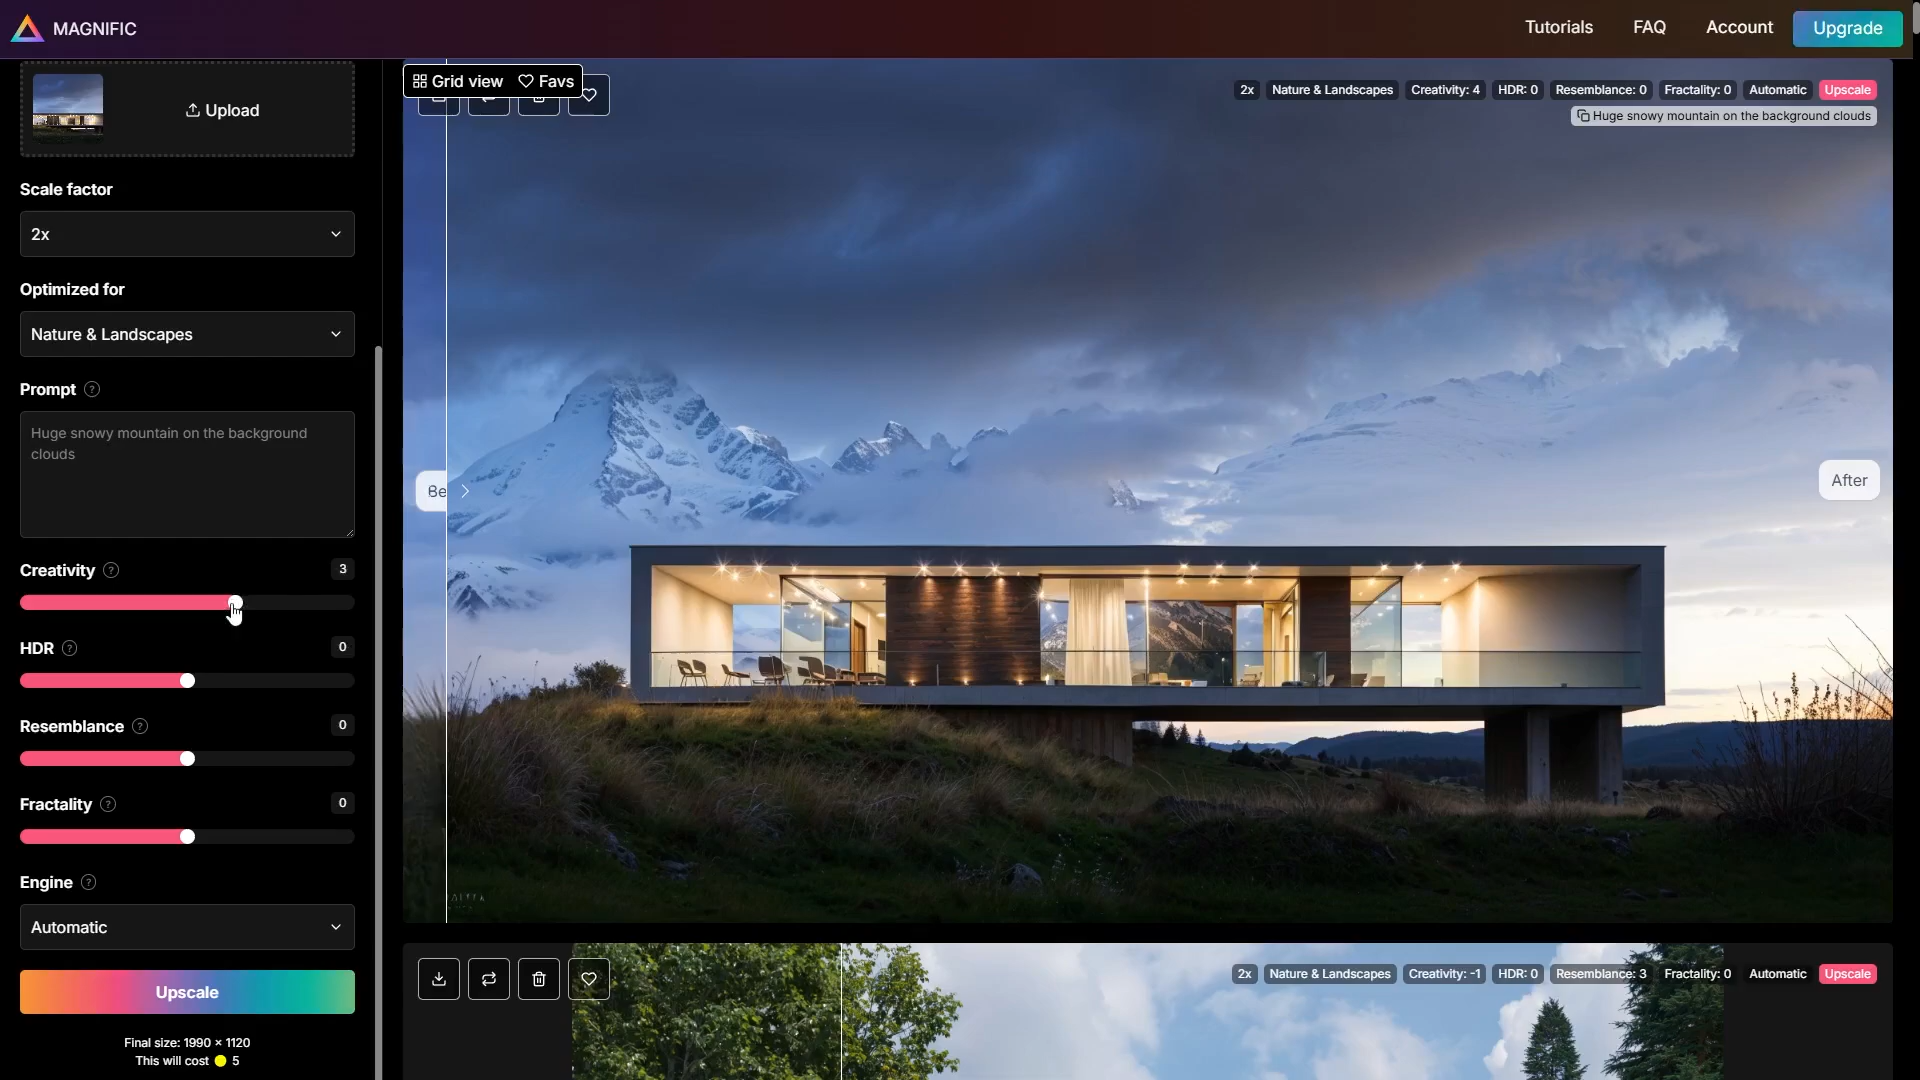 MAGNIFIC
Tutorials
FAQ
Account
Upgrade
Upload
Scale factor
2x
Optimized for
Nature & Landscapes
Prompt ?
Huge snowy mountain on the background
clouds
Creativity ? 3
HDR ? 0
Resemblance ? 0
Fractality ? 0
Engine ?
Automatic
Upscale
Final size: 1990 × 1120
This will cost 5
Grid view Favs
2x Nature & Landscapes Creativity: 4 HDR: 0 Resemblance: 0 Fractality: 0 Automatic Upscale
Huge snowy mountain on the background clouds
Be
After
2x Nature & Landscapes Creativity: -1 HDR: 0 Resemblance: 3 Fractality: 0 Automatic Upscale